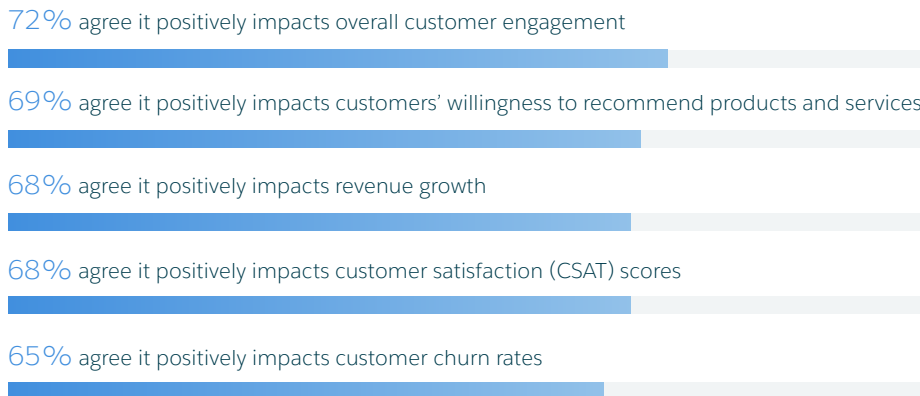 72% agree it positively impacts overall customer engagement
69% agree it positively impacts customers’ willingness to recommend products and services
68% agree it positively impacts revenue growth
68% agree it positively impacts customer satisfaction (CSAT) scores
65% agree it positively impacts customer churn rates